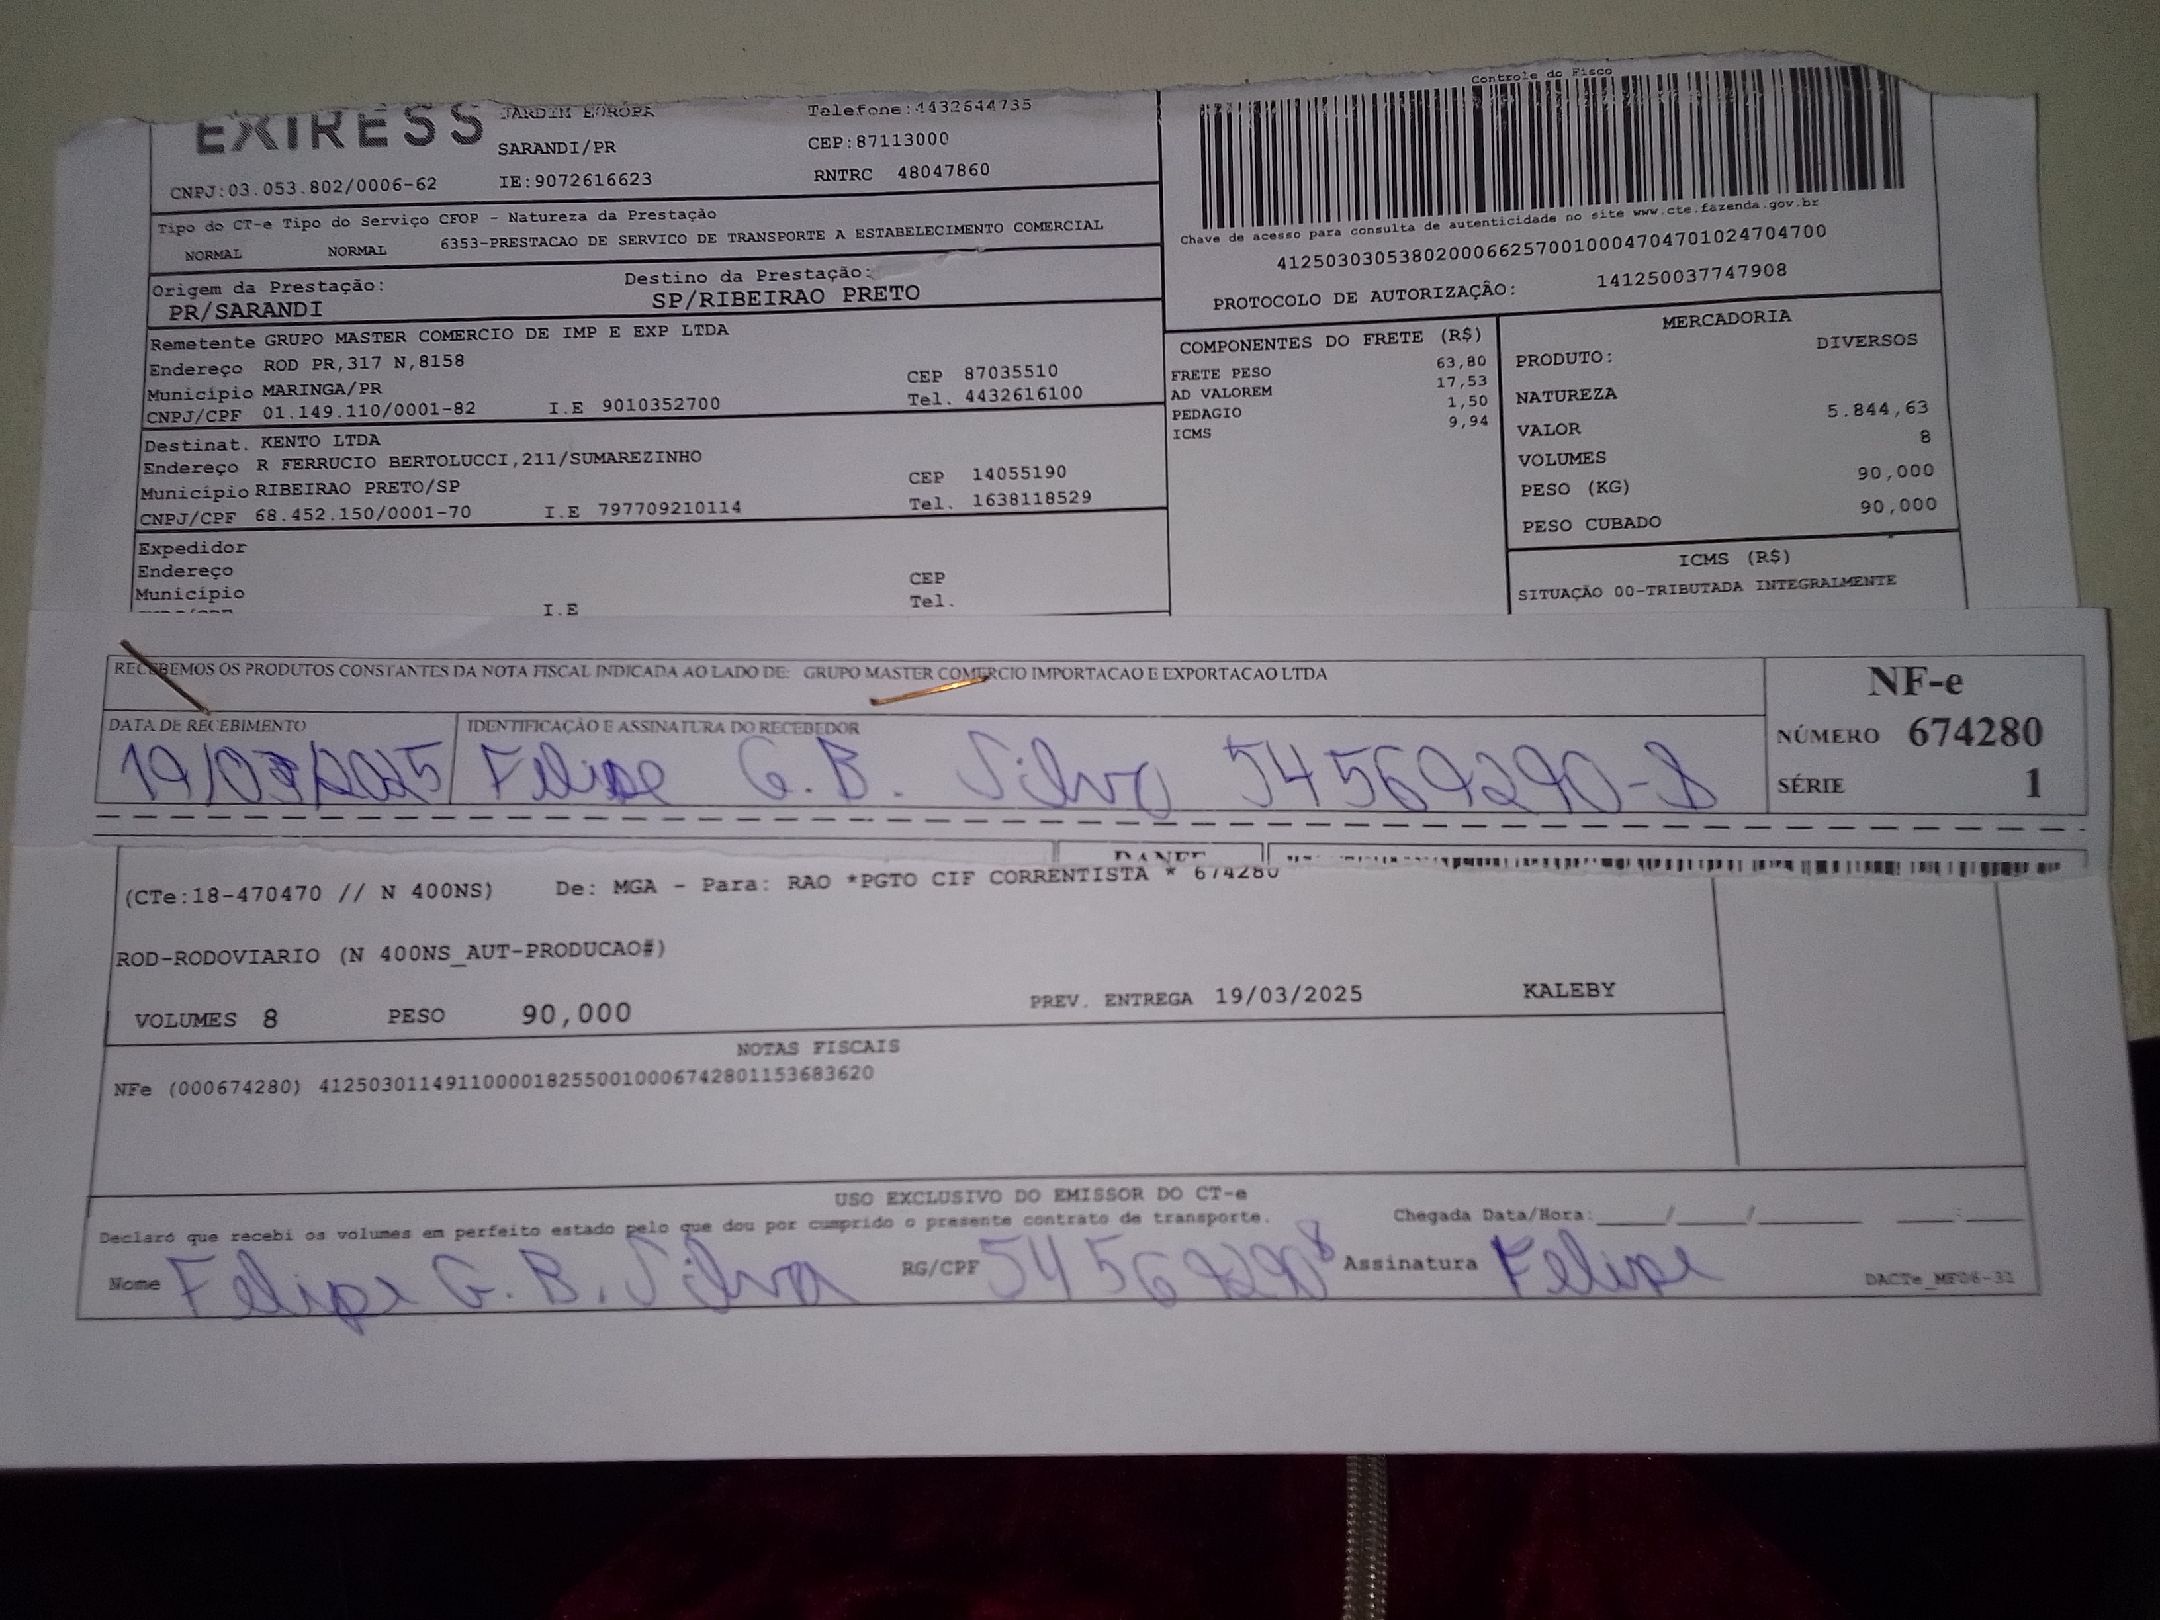 EXPRESS
JARDIM EUROPA Telefone:4432644735
SARANDI/PR CEP:87113000
CNPJ:03.053.802/0006-62 IE:9072616623 RNTRC 48047860
Tipo do CT-e Tipo do Serviço CFOP - Natureza da Prestação
NORMAL NORMAL 6353-PRESTACAO DE SERVICO DE TRANSPORTE A ESTABELECIMENTO COMERCIAL
Origem da Prestação: Destino da Prestação:
PR/SARANDI SP/RIBEIRAO PRETO
Remetente GRUPO MASTER COMERCIO DE IMP E EXP LTDA
Endereço ROD PR,317 N,8158
Município MARINGA/PR CEP 87035510
CNPJ/CPF 01.149.110/0001-82 I.E 9010352700 Tel. 4432616100
Destinat. KENTO LTDA
Endereço R FERRUCIO BERTOLUCCI,211/SUMAREZINHO
Município RIBEIRAO PRETO/SP CEP 14055190
CNPJ/CPF 68.452.150/0001-70 I.E 797709210114 Tel. 1638118529
Expedidor
Endereço
Município CEP
I.E Tel.
Controle do Fisco
Chave de acesso para consulta de autenticidade no site www.cte.fazenda.gov.br
41250303053802000662570010004704701024704700
PROTOCOLO DE AUTORIZAÇÃO: 141250037747908
COMPONENTES DO FRETE (R$)
FRETE PESO 63,80
AD VALOREM 17,53
PEDAGIO 1,50
ICMS 9,94
MERCADORIA
PRODUTO: DIVERSOS
NATUREZA
VALOR 5.844,63
VOLUMES 8
PESO (KG) 90,000
PESO CUBADO 90,000
ICMS (R$)
SITUAÇÃO 00-TRIBUTADA INTEGRALMENTE
RECEBEMOS OS PRODUTOS CONSTANTES DA NOTA FISCAL INDICADA AO LADO DE: GRUPO MASTER COMERCIO IMPORTACAO E EXPORTACAO LTDA
DATA DE RECEBIMENTO IDENTIFICAÇÃO E ASSINATURA DO RECEBEDOR
19/03/2025 Felipe G. B. Silva 54569290-8
NF-e
NÚMERO 674280
SÉRIE 1
DANFE
(CTe:18-470470 // N 400NS) De: MGA - Para: RAO *PGTO CIF CORRENTISTA * 674280
ROD-RODOVIARIO (N 400NS_AUT-PRODUCAO#)
VOLUMES 8 PESO 90,000 PREV. ENTREGA 19/03/2025 KALEBY
NOTAS FISCAIS
NFe (000674280) 41250301149110000182550010006742801153683620
USO EXCLUSIVO DO EMISSOR DO CT-e
Declaro que recebi os volumes em perfeito estado pelo que dou por cumprido o presente contrato de transporte. Chegada Data/Hora:____/____/______ ___:___
Nome Felipe G. B. Silva RG/CPF 545692908 Assinatura Felipe
DACTe_MF06-31